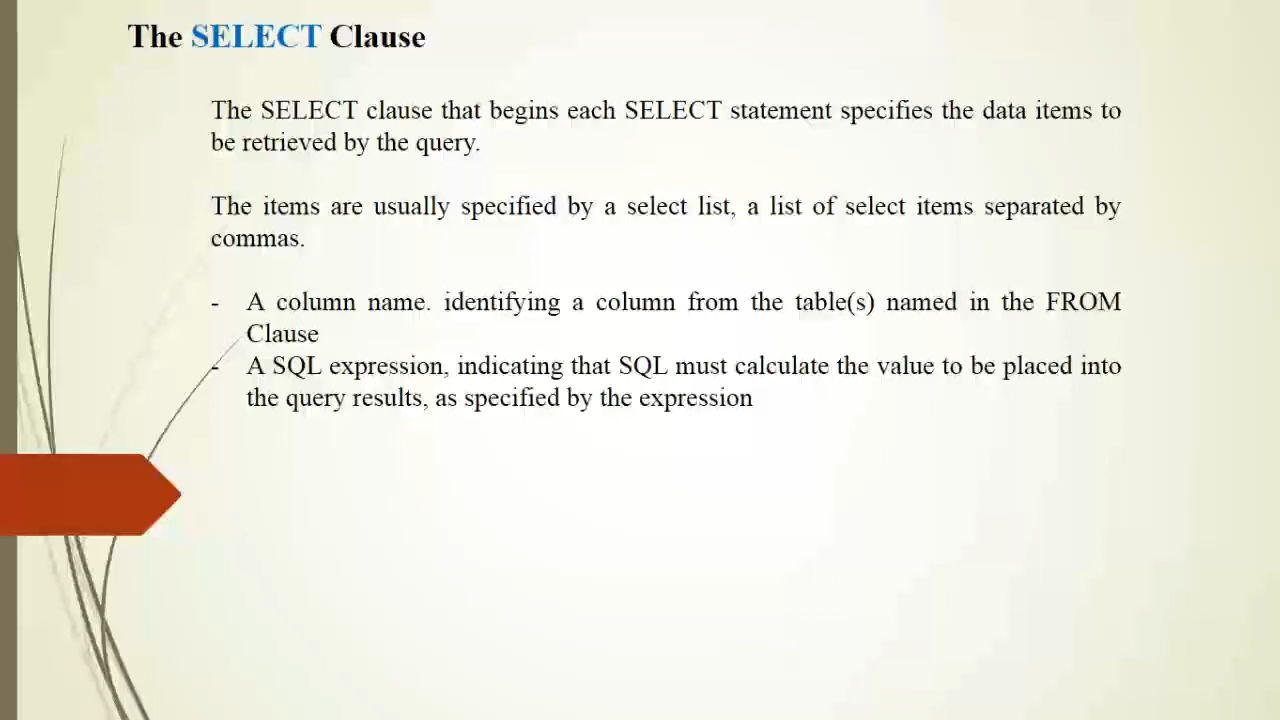 The SELECT Clause
The SELECT clause that begins each SELECT statement specifies the data items to
be retrieved by the query.
The items are usually specified by a select list, a list of select items separated by
commas.
- A column name. identifying a column from the table(s) named in the FROM
Clause
- A SQL expression, indicating that SQL must calculate the value to be placed into
the query results, as specified by the expression